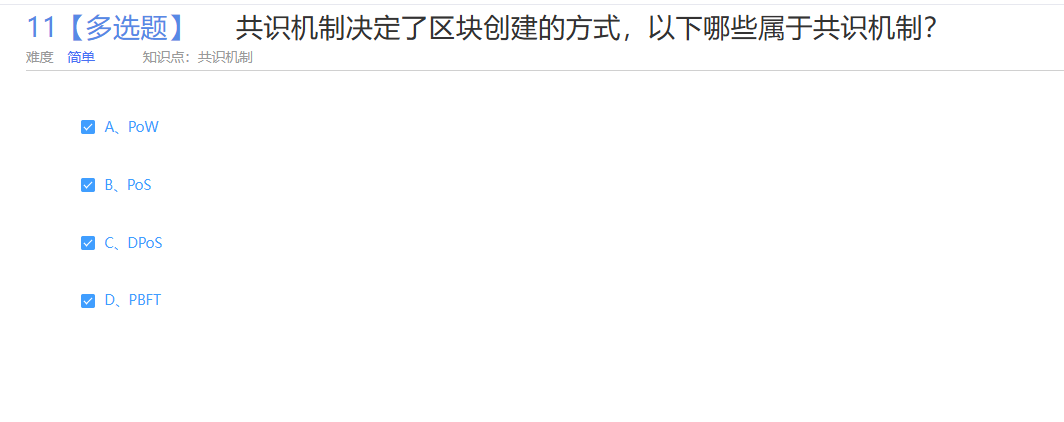 11【多选题】 共识机制决定了区块创建的方式，以下哪些属于共识机制?
难度 简单 知识点：共识机制
A、PoW
B、PoS
C、DPoS
D、PBFT